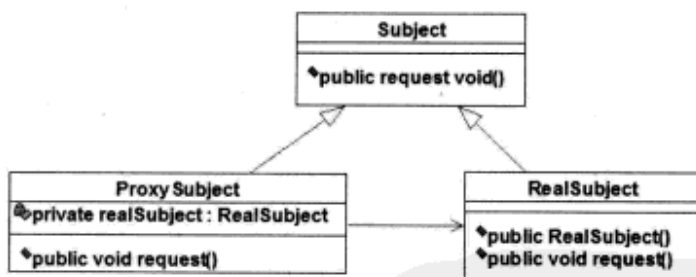 Subject
public request void()
ProxySubject
private realSubject : RealSubject
public void request()
RealSubject
public RealSubject()
public void request()